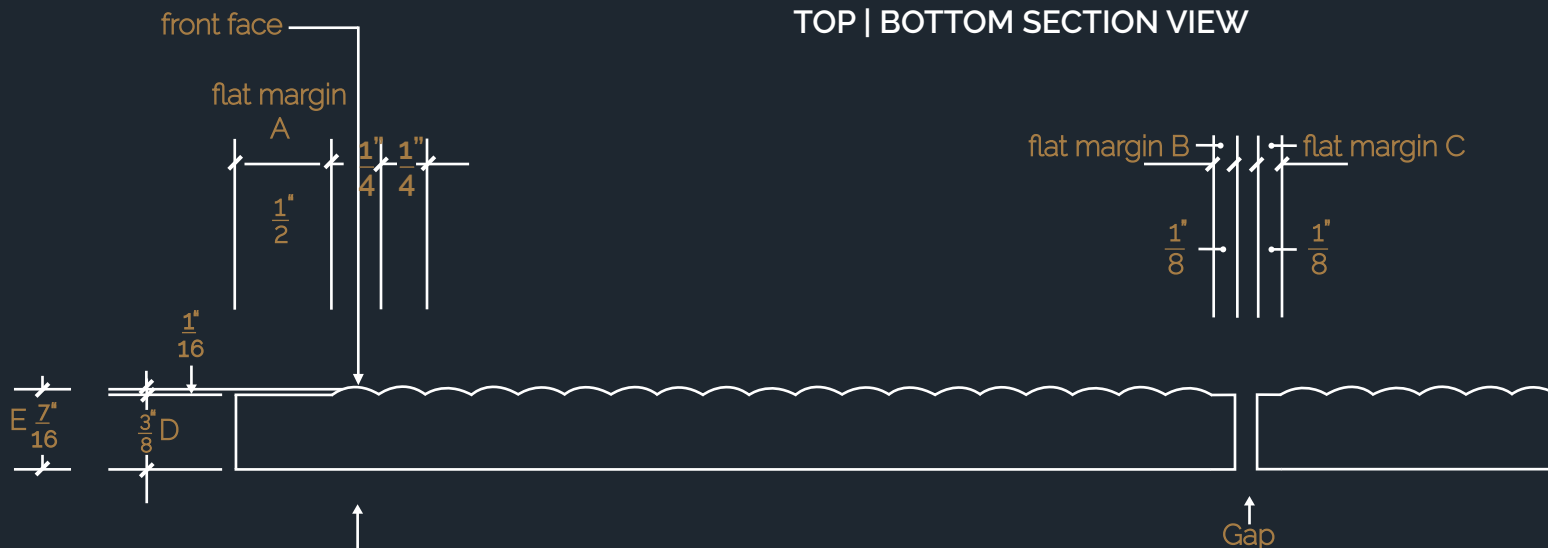 TOP | BOTTOM SECTION VIEW
front face
flat margin
A
1"
4
1"
4
flat margin B
flat margin C
1"
2
1"
8
1"
8
1"
16
E 7"
16
3"
8
D
Gap